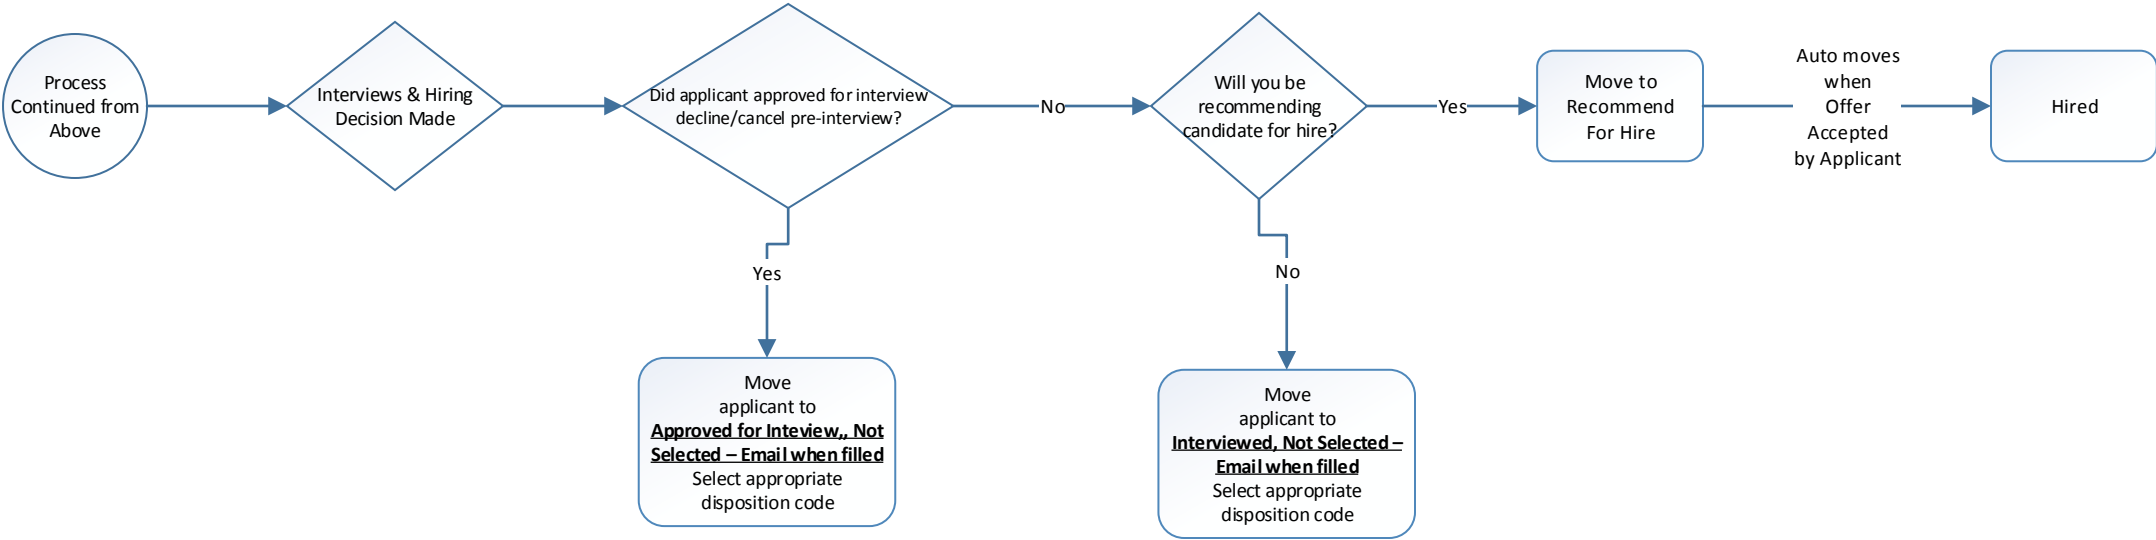 Process
Continued from
Above
Interviews & Hiring
Decision Made
Did applicant approved for interview
decline/cancel pre-interview?
No
Will you be
recommending
candidate for hire?
Yes
Move to
Recommend
For Hire
Auto moves
when
Offer
Accepted
by Applicant
Hired
Yes
No
Move
applicant to
Approved for Inteview,, Not
Selected – Email when filled
Select appropriate
disposition code
Move
applicant to
Interviewed, Not Selected –
Email when filled
Select appropriate
disposition code